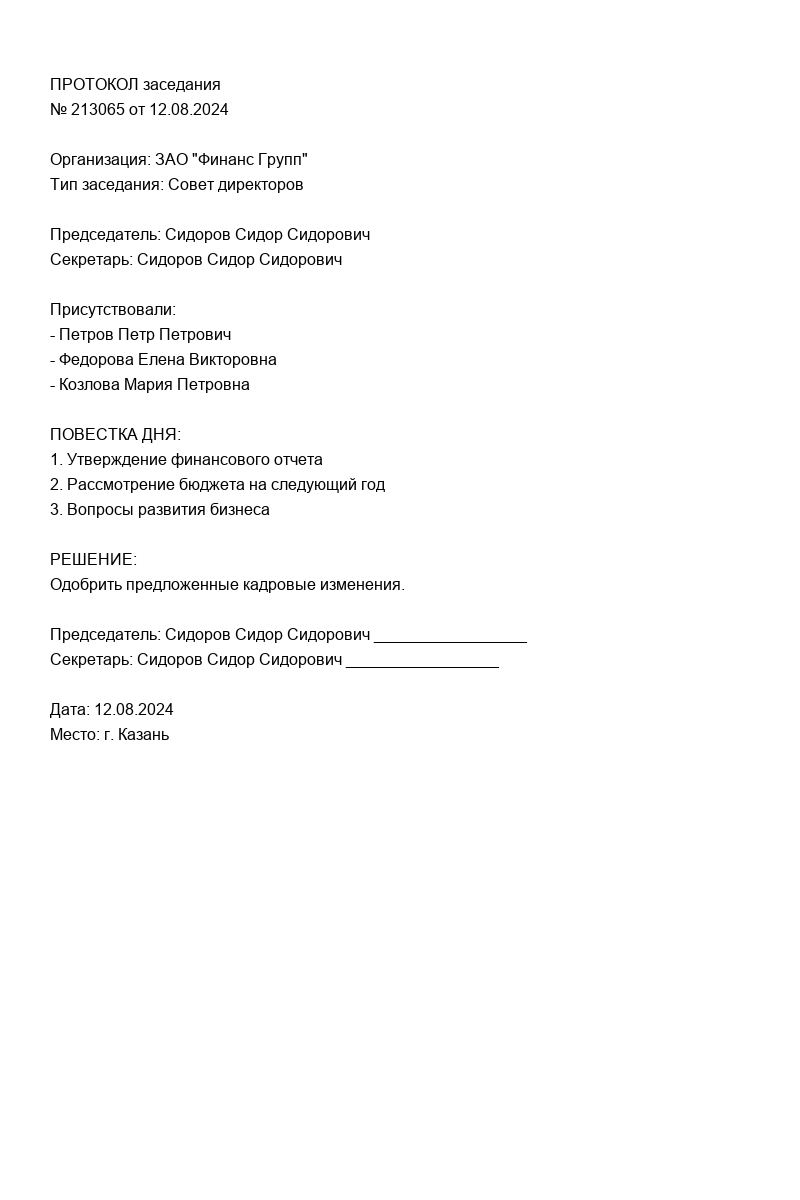 ПРОТОКОЛ заседания
№ 213065 от 12.08.2024
Организация: ЗАО "Финанс Групп"
Тип заседания: Совет директоров
Председатель: Сидоров Сидор Сидорович
Секретарь: Сидоров Сидор Сидорович
Присутствовали:
- Петров Петр Петрович
- Федорова Елена Викторовна
- Козлова Мария Петровна
ПОВЕСТКА ДНЯ:
1. Утверждение финансового отчета
2. Рассмотрение бюджета на следующий год
3. Вопросы развития бизнеса
РЕШЕНИЕ:
Одобрить предложенные кадровые изменения.
Председатель: Сидоров Сидор Сидорович __________________
Секретарь: Сидоров Сидор Сидорович __________________
Дата: 12.08.2024
Место: г. Казань